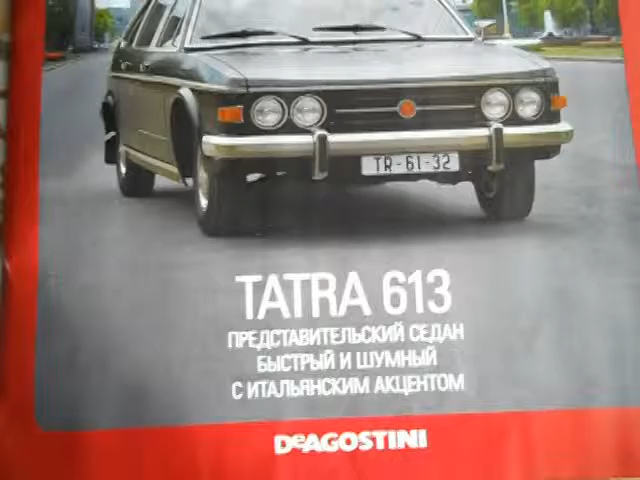 TR-61-32
TATRA 613
ПРЕДСТАВИТЕЛЬСКИЙ СЕДАН
БЫСТРЫЙ И ШУМНЫЙ
С ИТАЛЬЯНСКИМ АКЦЕНТОМ
DeAGOSTINI